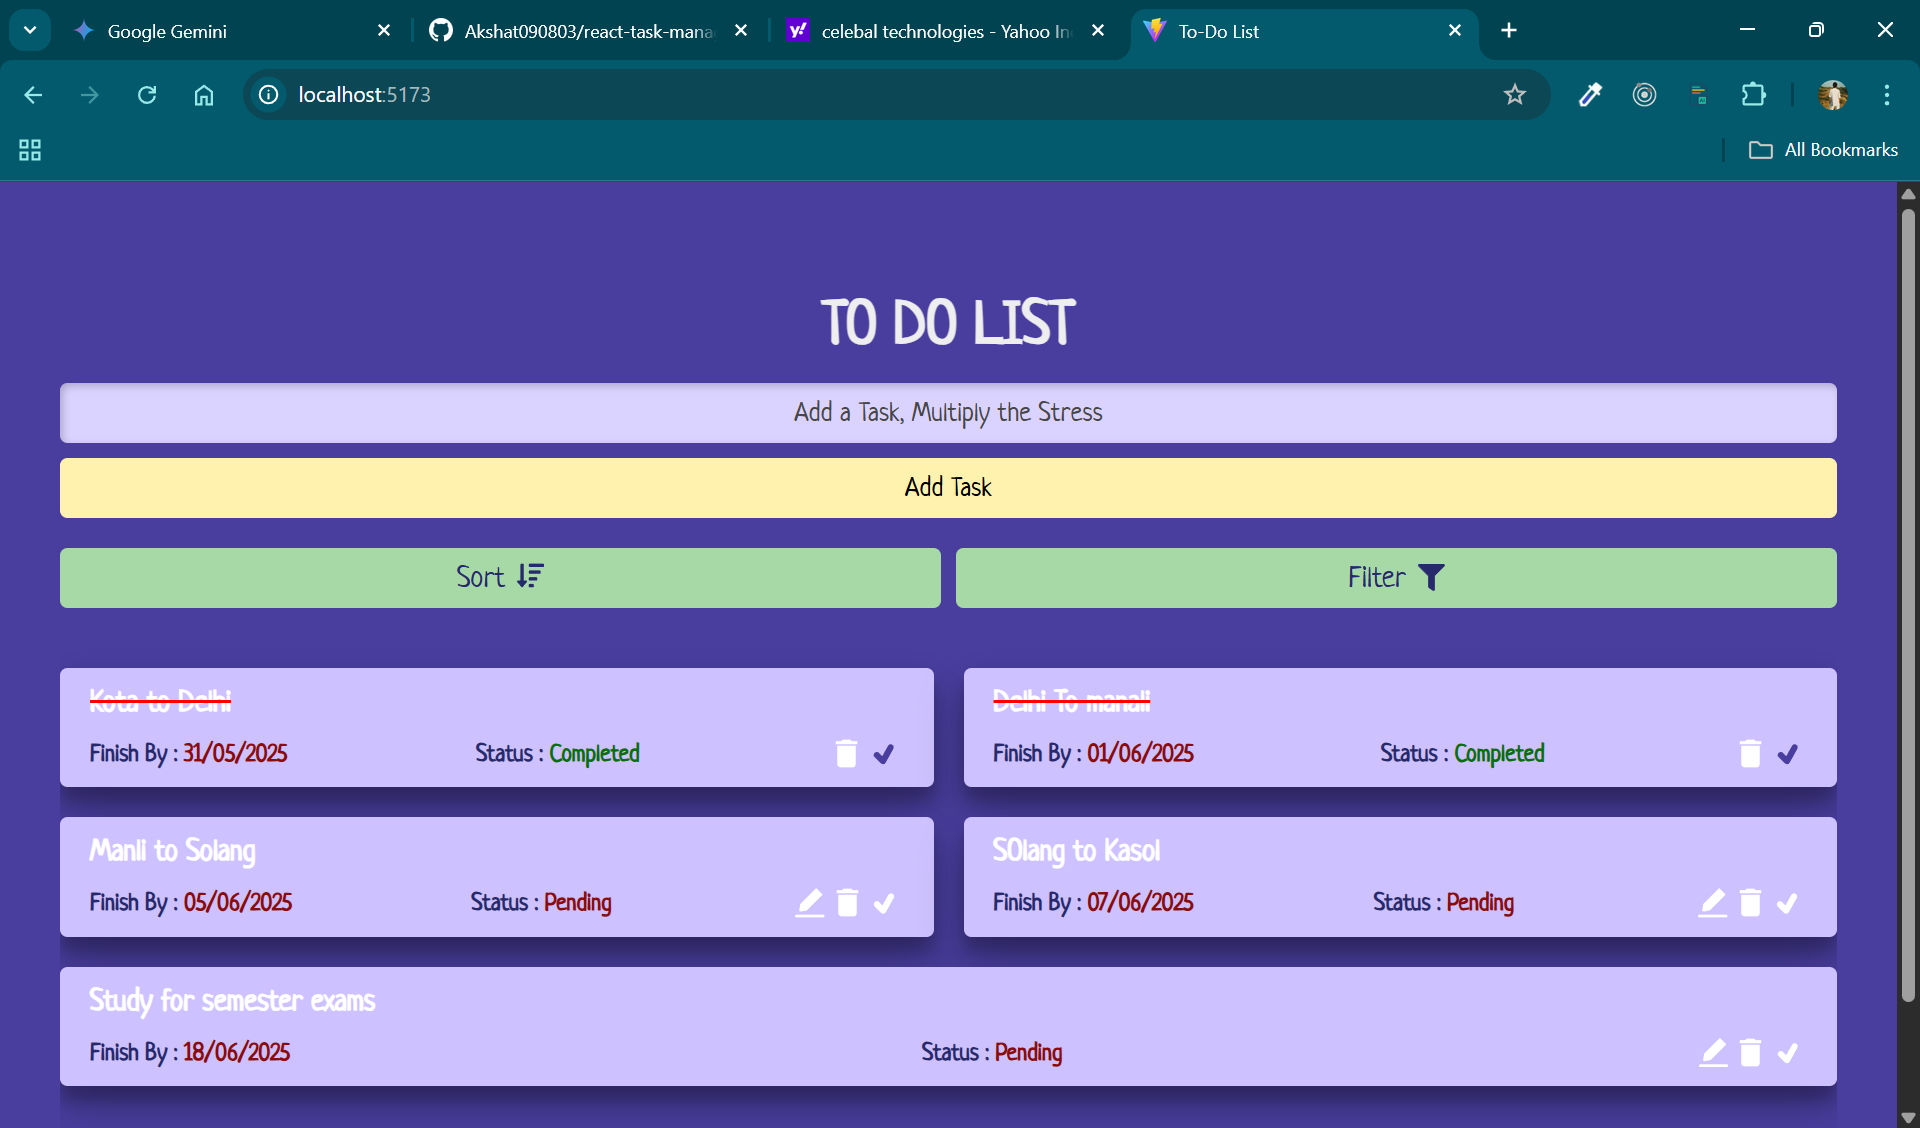 Google Gemini
Akshat090803/react-task-mana
celebal technologies - Yahoo In
To-Do List
localhost:5173
All Bookmarks
TO DO LIST
Add a Task, Multiply the Stress
Add Task
Sort
Filter
Kota to Delhi
Finish By : 31/05/2025 Status : Completed
Delhi To manali
Finish By : 01/06/2025 Status : Completed
Manli to Solang
Finish By : 05/06/2025 Status : Pending
SOlang to Kasol
Finish By : 07/06/2025 Status : Pending
Study for semester exams
Finish By : 18/06/2025 Status : Pending